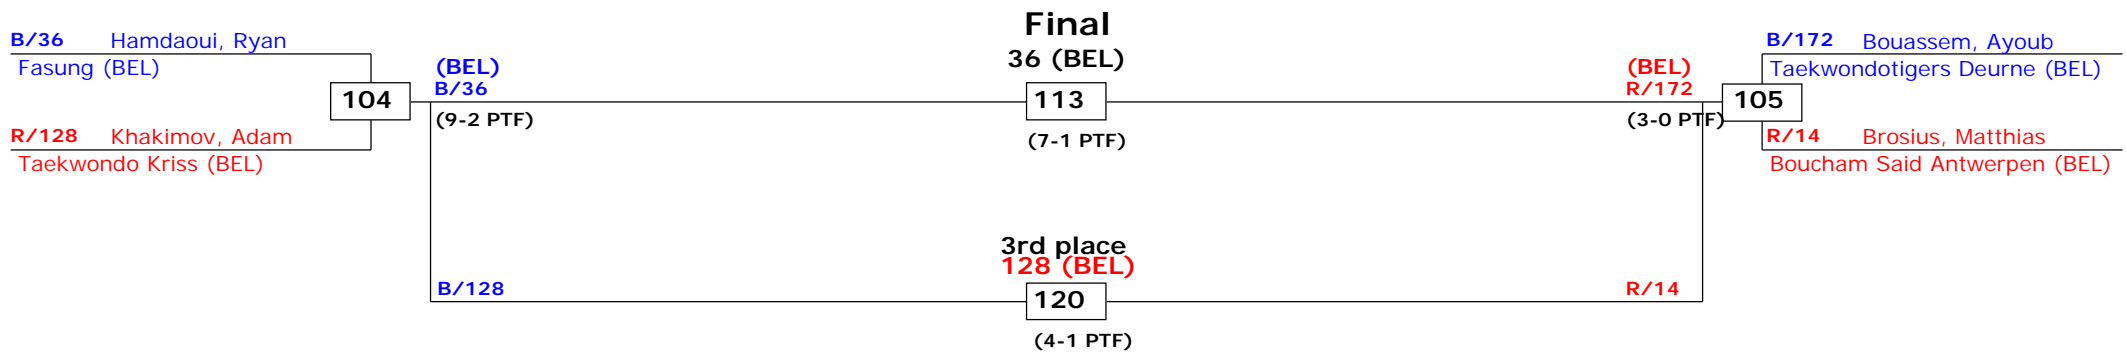 Final
36 (BEL)
B/36 Hamdaoui, Ryan
Fasung (BEL)
104
R/128 Khakimov, Adam
Taekwondo Kriss (BEL)
(BEL)
B/36
(9-2 PTF)
113
(7-1 PTF)
(BEL)
R/172
(3-0 PTF)
B/172 Bouassem, Ayoub
Taekwondotigers Deurne (BEL)
105
R/14 Brosius, Matthias
Boucham Said Antwerpen (BEL)
3rd place
128 (BEL)
B/128
120
R/14
(4-1 PTF)